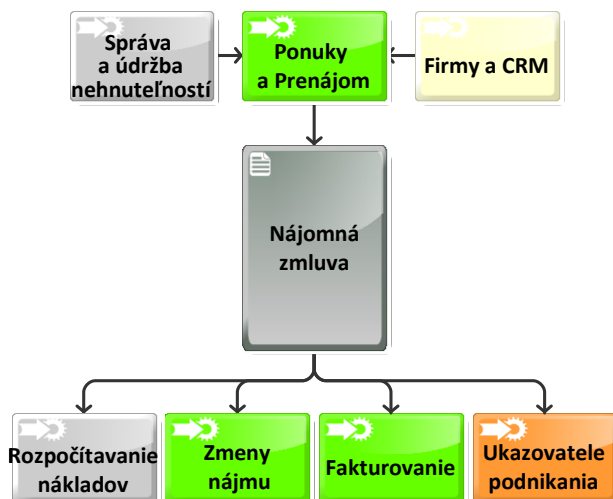 Správa
a údržba
nehnuteľností
Ponuky
a Prenájom
Firmy a CRM
Nájomná
zmluva
Rozpočítavanie
nákladov
Zmeny
nájmu
Fakturovanie
Ukazovatele
podnikania